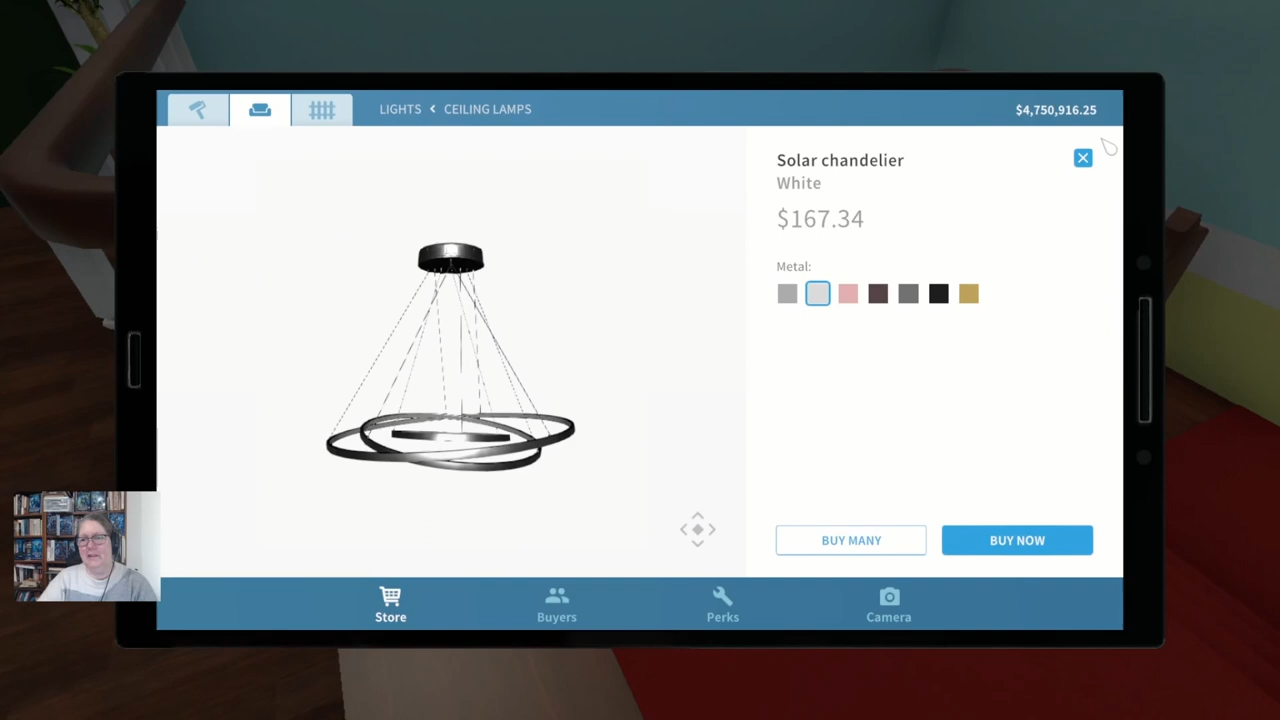 LIGHTS < CEILING LAMPS
$4,750,916.25
Solar chandelier
White
$167.34
Metal:
BUY MANY
BUY NOW
Store
Buyers
Perks
Camera